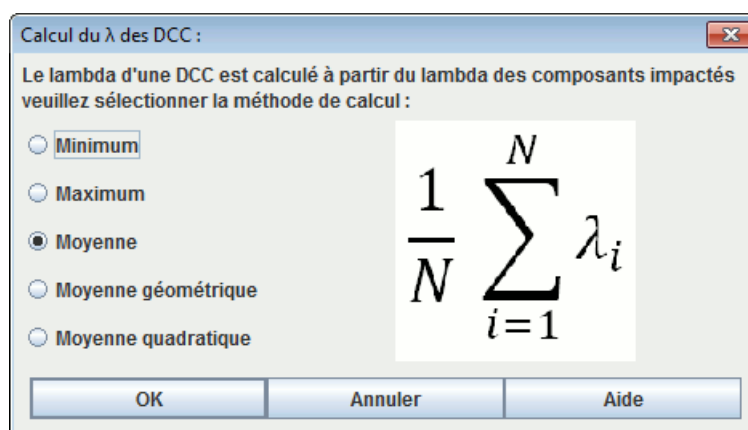 Calcul du λ des DCC :
Le lambda d'une DCC est calculé à partir du lambda des composants impactés
veuillez sélectionner la méthode de calcul :
Minimum
Maximum
Moyenne
Moyenne géométrique
Moyenne quadratique
1/N ∑_{i=1}^{N} λ_i
OK
Annuler
Aide